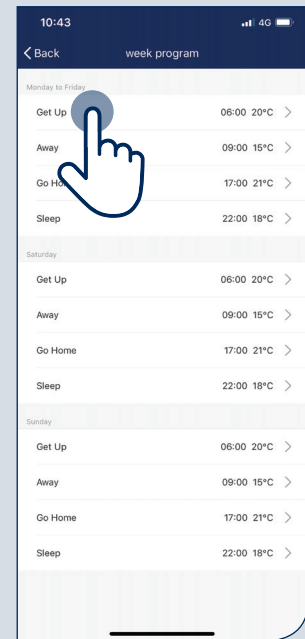 10:43 4G
Back week program
Monday to Friday
Get Up 06:00 20°C
Away 09:00 15°C
Go 17:00 21°C
Sleep 22:00 18°C
Saturday
Get Up 06:00 20°C
Away 09:00 15°C
Go Home 17:00 21°C
Sleep 22:00 18°C
Sunday
Get Up 06:00 20°C
Away 09:00 15°C
Go Home 17:00 21°C
Sleep 22:00 18°C